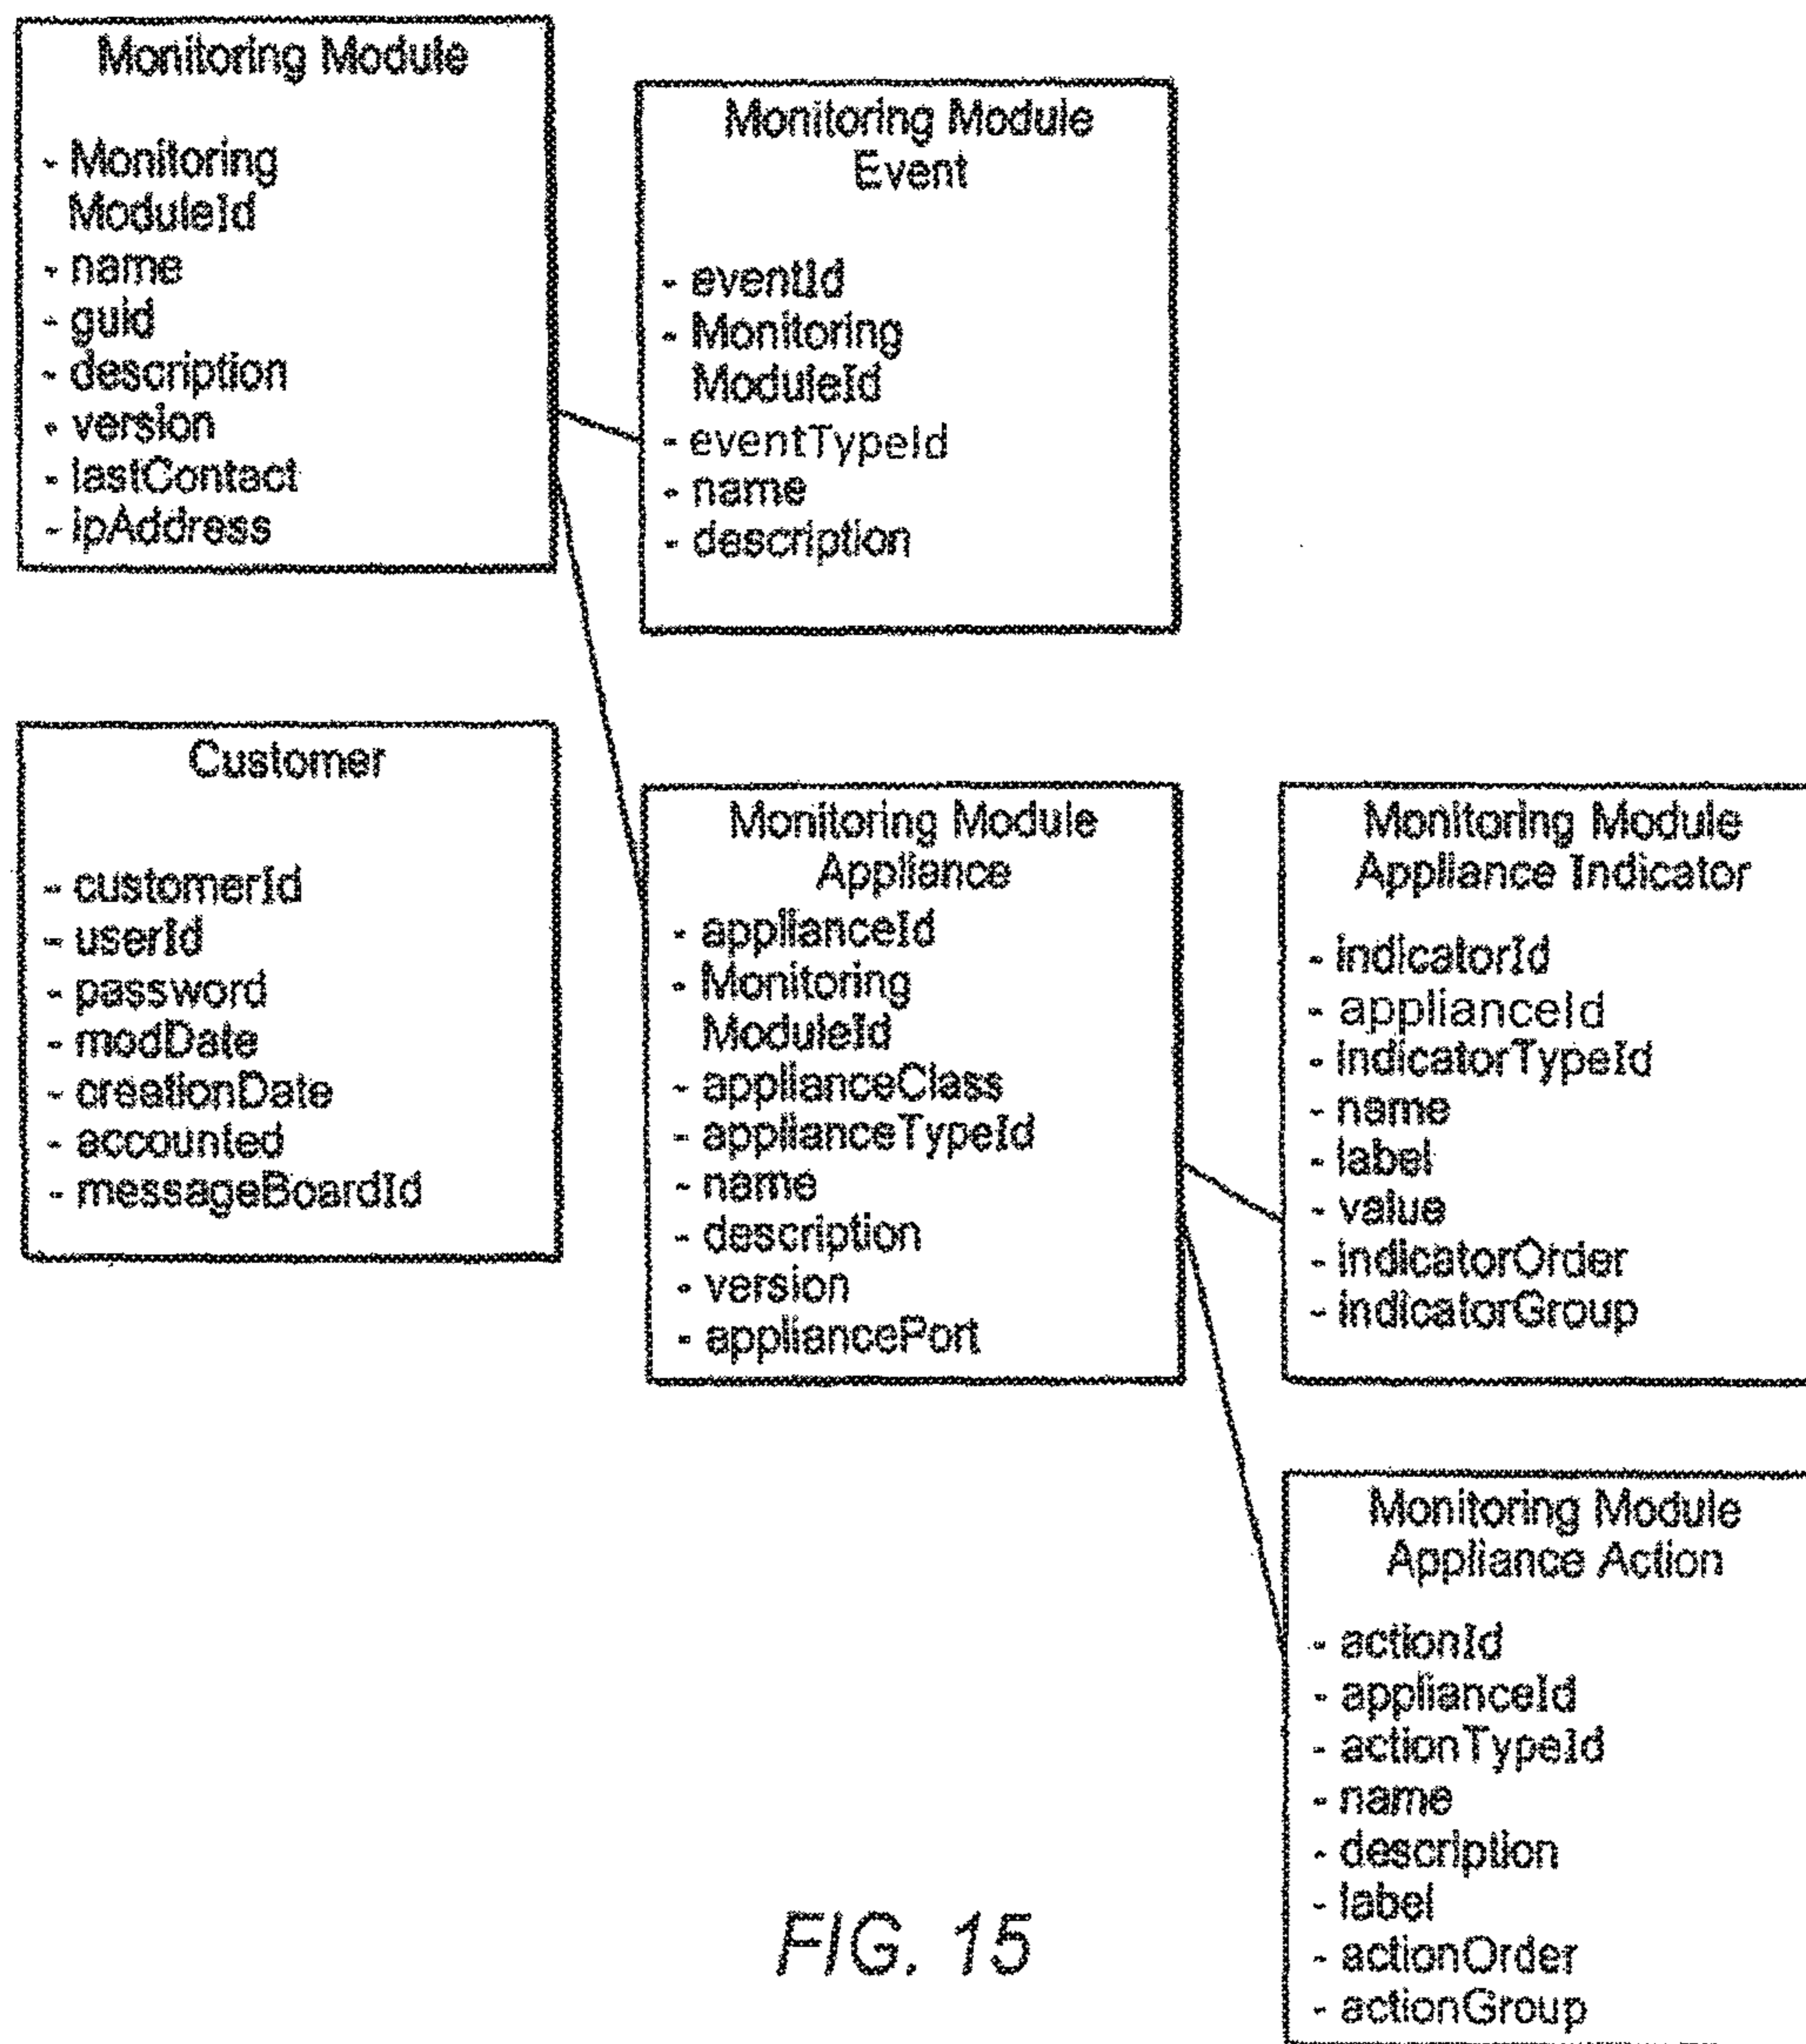 Monitoring Module
- Monitoring
ModuleId
- name
- guid
- description
- version
- lastContact
- ipAddress
Monitoring Module
Event
- eventId
- Monitoring
ModuleId
- eventTypeId
- name
- description
Customer
- customerId
- userId
- password
- modDate
- creationDate
- accounted
- messageBoardId
Monitoring Module
Appliance
- applianceId
- Monitoring
ModuleId
- applianceClass
- applianceTypeId
- name
- description
- version
- appliancePort
Monitoring Module
Appliance Indicator
- indicatorId
- applianceId
- indicatorTypeId
- name
- label
- value
- indicatorOrder
- indicatorGroup
Monitoring Module
Appliance Action
- actionId
- applianceId
- actionTypeId
- name
- description
- label
- actionOrder
- actionGroup
FIG. 15